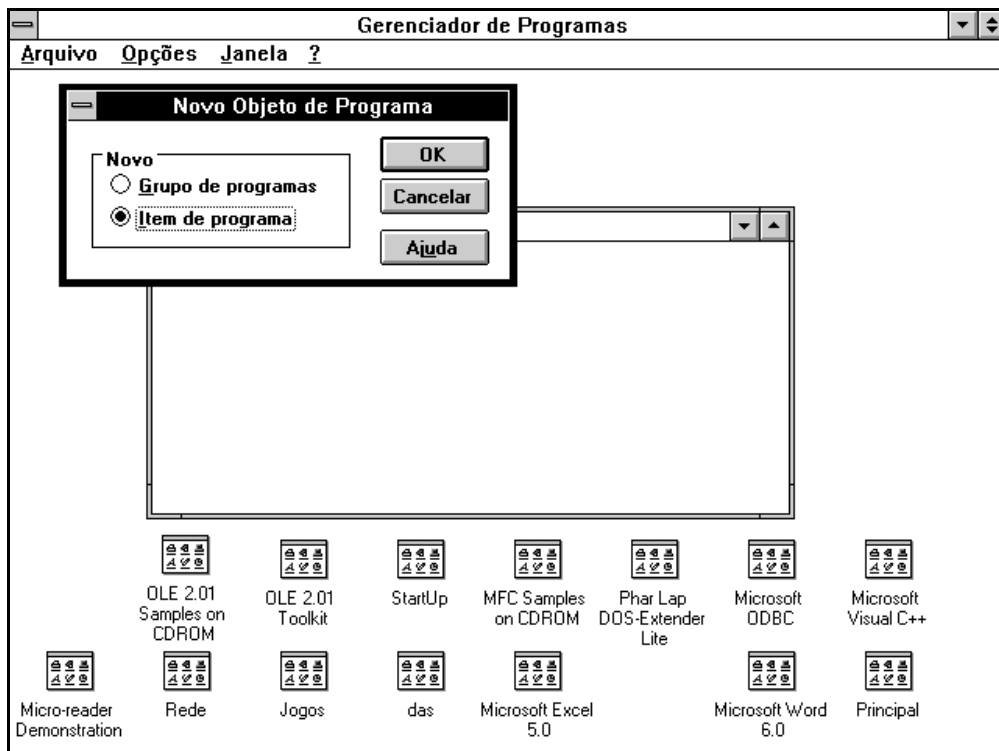 Gerenciador de Programas
Arquivo Opções Janela ?
Novo Objeto de Programa
Novo
Grupo de programas
Item de programa
OK
Cancelar
Ajuda
OLE 2.01
Samples on
CDROM
OLE 2.01
Toolkit
StartUp
MFC Samples
on CDROM
Phar Lap
DOS-Extender
Lite
Microsoft
ODBC
Microsoft
Visual C++
Micro-reader
Demonstration
Rede
Jogos
das
Microsoft Excel
5.0
Microsoft Word
6.0
Principal